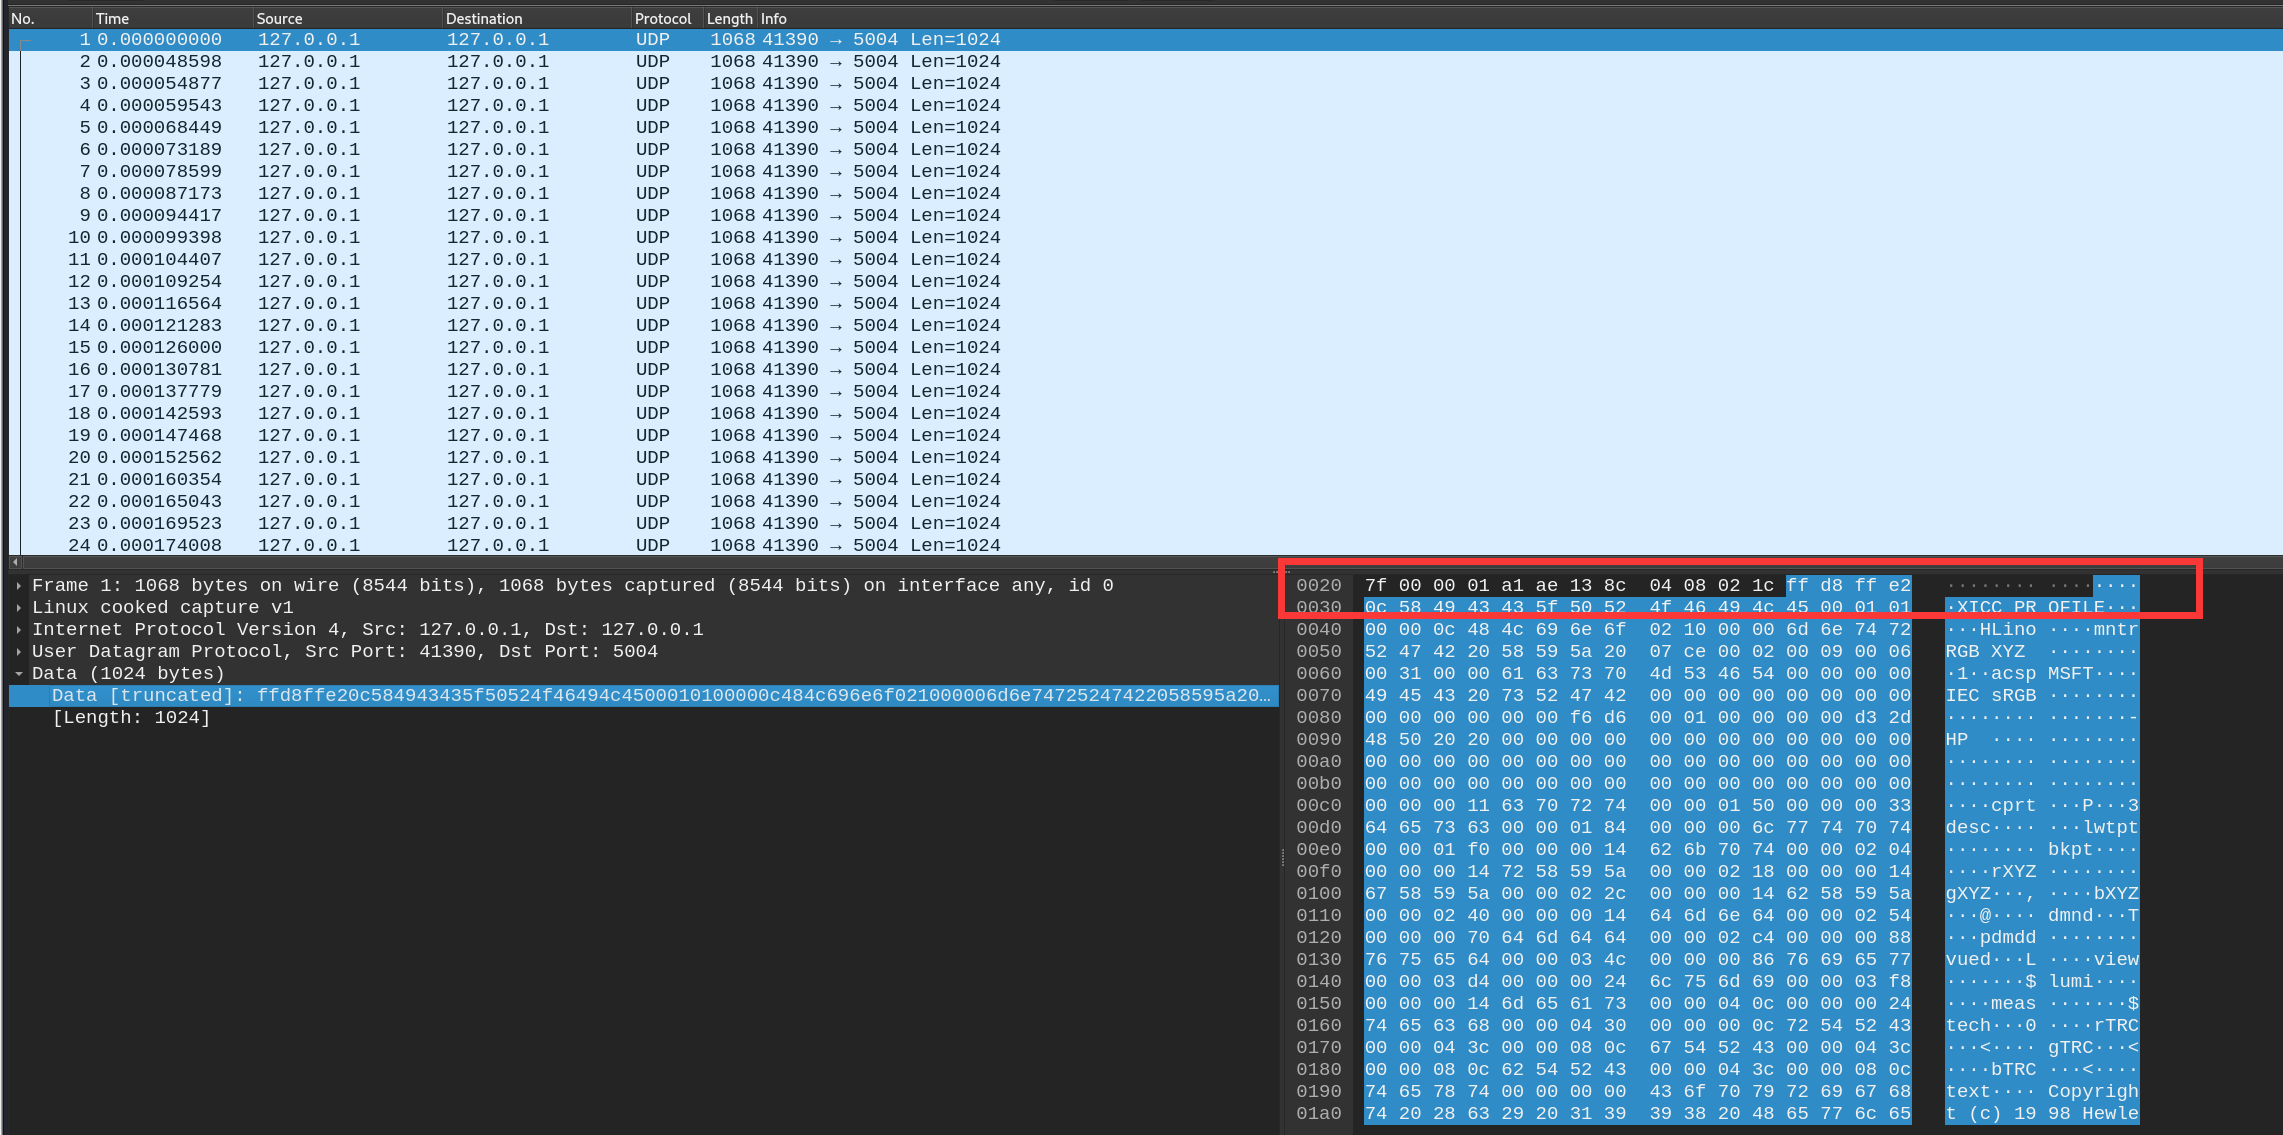 No. Time Source Destination Protocol Length Info
1 0.000000000 127.0.0.1 127.0.0.1 UDP 1068 41390 → 5004 Len=1024
2 0.000048598 127.0.0.1 127.0.0.1 UDP 1068 41390 → 5004 Len=1024
3 0.000054877 127.0.0.1 127.0.0.1 UDP 1068 41390 → 5004 Len=1024
4 0.000059543 127.0.0.1 127.0.0.1 UDP 1068 41390 → 5004 Len=1024
5 0.000068449 127.0.0.1 127.0.0.1 UDP 1068 41390 → 5004 Len=1024
6 0.000073189 127.0.0.1 127.0.0.1 UDP 1068 41390 → 5004 Len=1024
7 0.000078599 127.0.0.1 127.0.0.1 UDP 1068 41390 → 5004 Len=1024
8 0.000087173 127.0.0.1 127.0.0.1 UDP 1068 41390 → 5004 Len=1024
9 0.000094417 127.0.0.1 127.0.0.1 UDP 1068 41390 → 5004 Len=1024
10 0.000099398 127.0.0.1 127.0.0.1 UDP 1068 41390 → 5004 Len=1024
11 0.000104407 127.0.0.1 127.0.0.1 UDP 1068 41390 → 5004 Len=1024
12 0.000109254 127.0.0.1 127.0.0.1 UDP 1068 41390 → 5004 Len=1024
13 0.000116564 127.0.0.1 127.0.0.1 UDP 1068 41390 → 5004 Len=1024
14 0.000121283 127.0.0.1 127.0.0.1 UDP 1068 41390 → 5004 Len=1024
15 0.000126000 127.0.0.1 127.0.0.1 UDP 1068 41390 → 5004 Len=1024
16 0.000130781 127.0.0.1 127.0.0.1 UDP 1068 41390 → 5004 Len=1024
17 0.000137779 127.0.0.1 127.0.0.1 UDP 1068 41390 → 5004 Len=1024
18 0.000142593 127.0.0.1 127.0.0.1 UDP 1068 41390 → 5004 Len=1024
19 0.000147468 127.0.0.1 127.0.0.1 UDP 1068 41390 → 5004 Len=1024
20 0.000152562 127.0.0.1 127.0.0.1 UDP 1068 41390 → 5004 Len=1024
21 0.000160354 127.0.0.1 127.0.0.1 UDP 1068 41390 → 5004 Len=1024
22 0.000165043 127.0.0.1 127.0.0.1 UDP 1068 41390 → 5004 Len=1024
23 0.000169523 127.0.0.1 127.0.0.1 UDP 1068 41390 → 5004 Len=1024
24 0.000174008 127.0.0.1 127.0.0.1 UDP 1068 41390 → 5004 Len=1024
Frame 1: 1068 bytes on wire (8544 bits), 1068 bytes captured (8544 bits) on interface any, id 0
Linux cooked capture v1
Internet Protocol Version 4, Src: 127.0.0.1, Dst: 127.0.0.1
User Datagram Protocol, Src Port: 41390, Dst Port: 5004
Data (1024 bytes)
Data [truncated]: ffd8ffe20c584943435f50524f46494c4500010100000c484c696e6f021000006d6e74725247422058595a20…
[Length: 1024]
0020 7f 00 00 01 a1 ae 13 8c 04 08 02 1c ff d8 ff e2 ········ ········
0030 0c 58 49 43 43 5f 50 52 4f 46 49 4c 45 00 01 01 ·XICC_PR OFILE···
0040 00 00 0c 48 4c 69 6e 6f 02 10 00 00 6d 6e 74 72 ···HLino ····mntr
0050 52 47 42 20 58 59 5a 20 07 ce 00 02 00 09 00 06 RGB XYZ ········
0060 00 31 00 00 61 63 73 70 4d 53 46 54 00 00 00 00 ·1··acsp MSFT····
0070 49 45 43 20 73 52 47 42 00 00 00 00 00 00 00 00 IEC sRGB ········
0080 00 00 00 00 00 00 f6 d6 00 01 00 00 00 00 d3 2d ········ ·······-
0090 48 50 20 20 00 00 00 00 00 00 00 00 00 00 00 00 HP ···· ········
00a0 00 00 00 00 00 00 00 00 00 00 00 00 00 00 00 00 ········ ········
00b0 00 00 00 00 00 00 00 00 00 00 00 00 00 00 00 00 ········ ········
00c0 00 00 00 11 63 70 72 74 00 00 01 50 00 00 00 33 ····cprt ···P···3
00d0 64 65 73 63 00 00 01 84 00 00 00 6c 77 74 70 74 desc···· ···lwtpt
00e0 00 00 01 f0 00 00 00 14 62 6b 70 74 00 00 02 04 ········ bkpt····
00f0 00 00 00 14 72 58 59 5a 00 00 02 18 00 00 00 14 ····rXYZ ········
0100 67 58 59 5a 00 00 02 2c 00 00 00 14 62 58 59 5a gXYZ···, ····bXYZ
0110 00 00 02 40 00 00 00 14 64 6d 6e 64 00 00 02 54 ···@···· dmnd···T
0120 00 00 00 70 64 6d 64 64 00 00 02 c4 00 00 00 88 ···pdmdd ········
0130 76 75 65 64 00 00 03 4c 00 00 00 86 76 69 65 77 vued···L ····view
0140 00 00 03 d4 00 00 00 24 6c 75 6d 69 00 00 03 f8 ·······$ lumi····
0150 00 00 00 14 6d 65 61 73 00 00 04 0c 00 00 00 24 ····meas ·······$
0160 74 65 63 68 00 00 04 30 00 00 00 0c 72 54 52 43 tech···0 ····rTRC
0170 00 00 04 3c 00 00 08 0c 67 54 52 43 00 00 04 3c ···<···· gTRC···<
0180 00 00 08 0c 62 54 52 43 00 00 04 3c 00 00 08 0c ····bTRC ···<····
0190 74 65 78 74 00 00 00 00 43 6f 70 79 72 69 67 68 text···· Copyrigh
01a0 74 20 28 63 29 20 31 39 39 38 20 48 65 77 6c 65 t (c) 19 98 Hewle